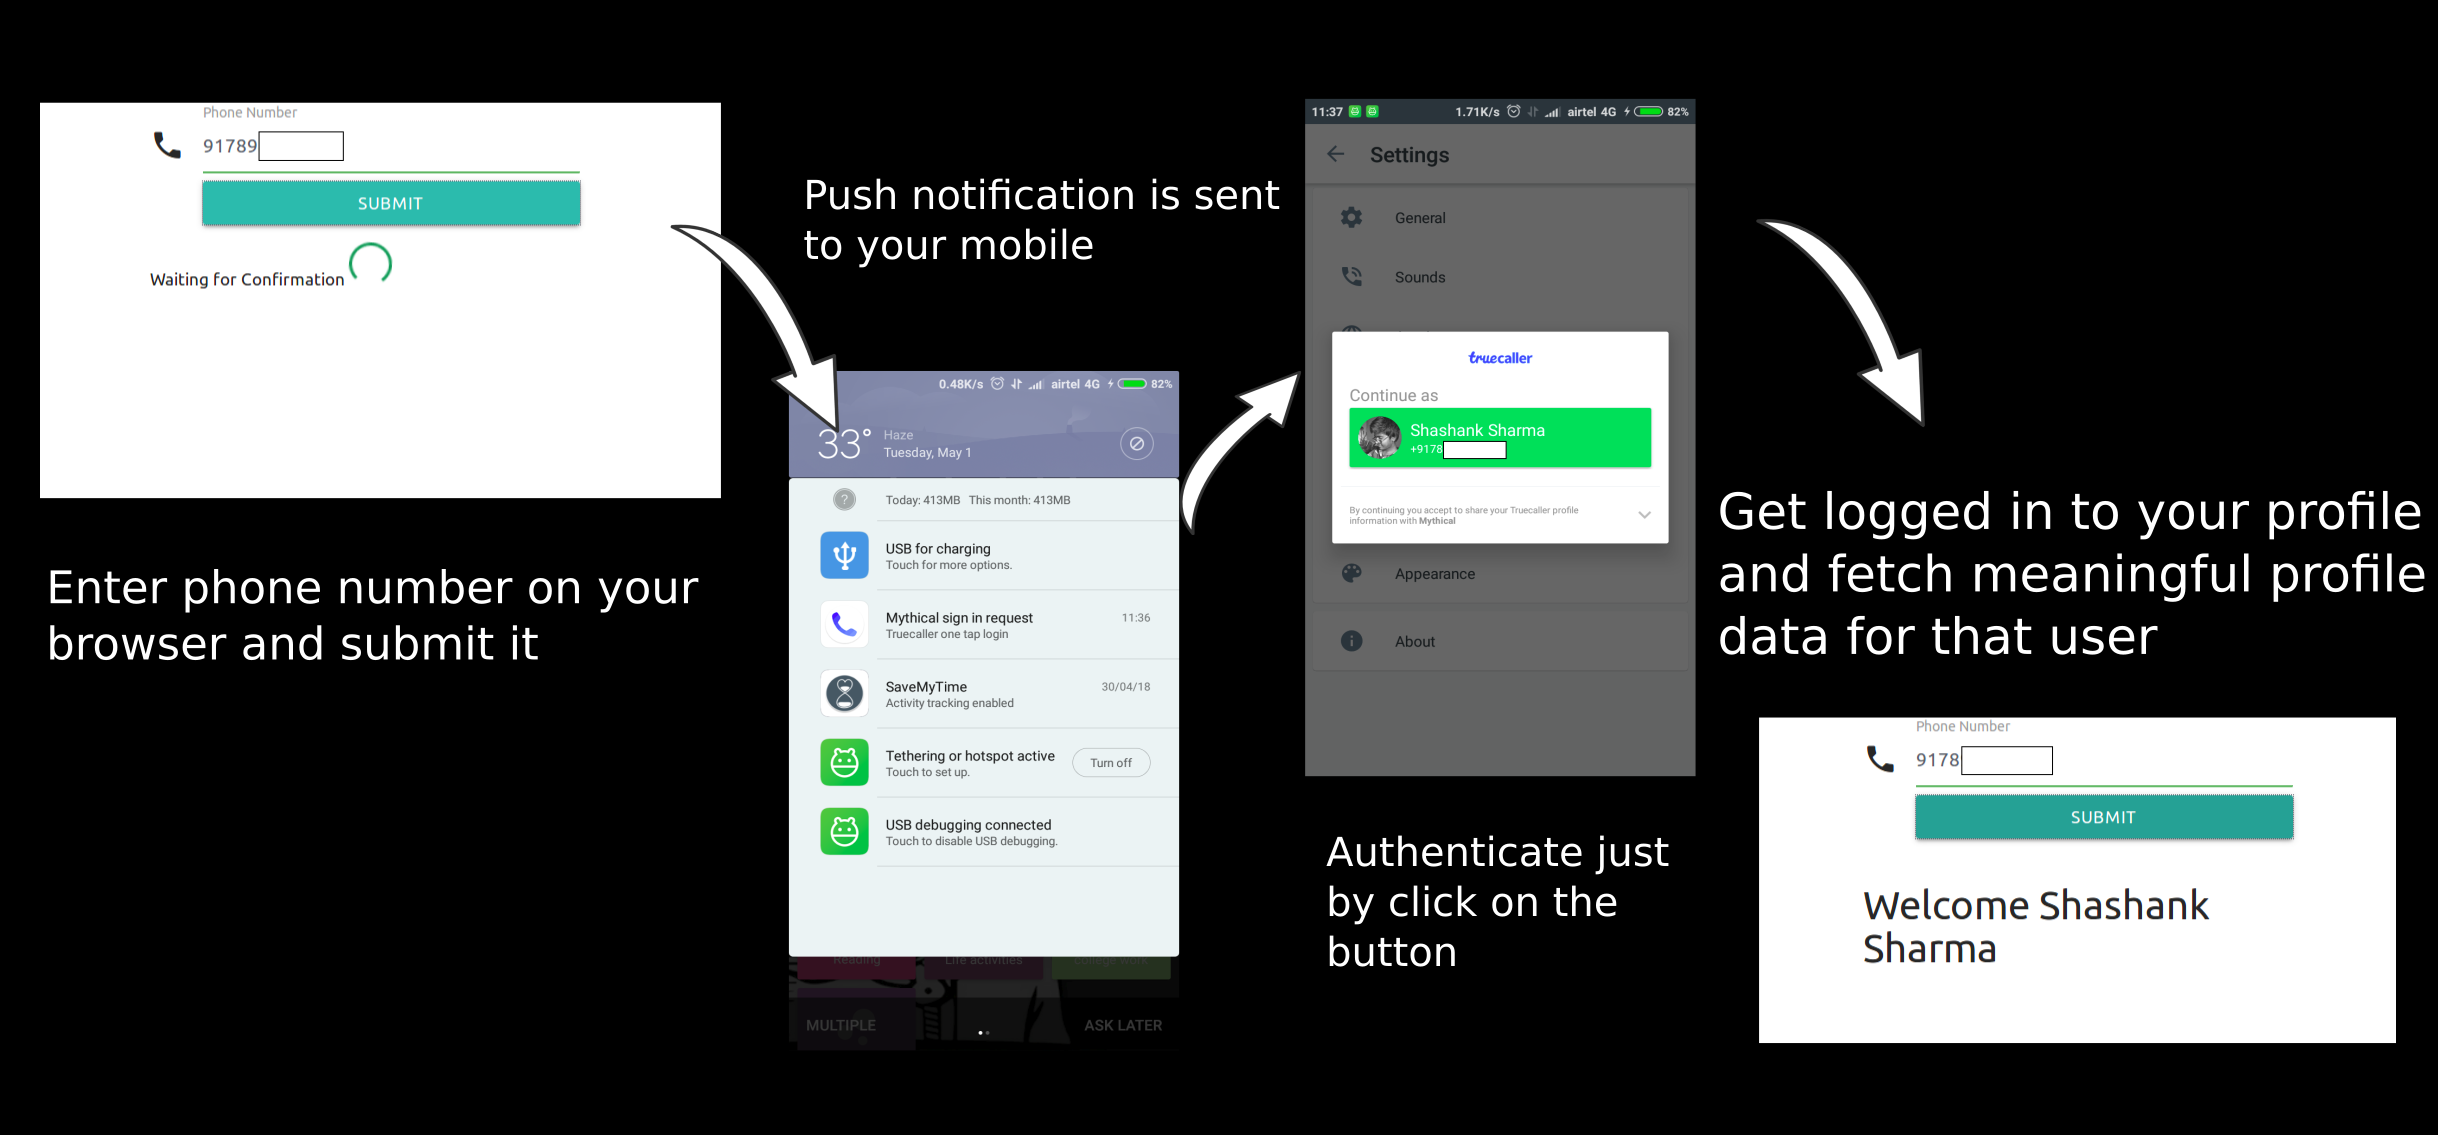 Phone Number
91789
SUBMIT
Waiting for Confirmation
Enter phone number on your
browser and submit it
Push notification is sent
to your mobile
0.48K/s airtel 4G 82%
33° Haze
Tuesday, May 1
? Today: 413MB This month: 413MB
USB for charging
Touch for more options.
Mythical sign in request 11:36
Truecaller one tap login
SaveMyTime 30/04/18
Activity tracking enabled
Tethering or hotspot active
Touch to set up.
Turn off
USB debugging connected
Touch to disable USB debugging.
Reading Life activities College work
MULTIPLE ASK LATER
11:37 1.71K/s airtel 4G 82%
Settings
General
Sounds
truecaller
Continue as
Shashank Sharma
+9178
By continuing you accept to share your Truecaller profile
information with Mythical
Appearance
About
Authenticate just
by click on the
button
Get logged in to your profile
and fetch meaningful profile
data for that user
Phone Number
9178
SUBMIT
Welcome Shashank
Sharma